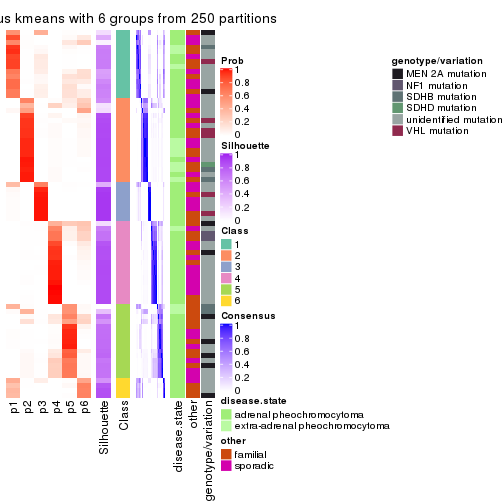 us kmeans with 6 groups from 250 partitions
Prob
1
0.8
0.6
0.4
0.2
0
Silhouette
1
0.8
0.6
0.4
0.2
0
Class
1
2
3
4
5
6
Consensus
1
0.8
0.6
0.4
0.2
0
disease.state
adrenal pheochromocytoma
extra-adrenal pheochromocytoma
other
familial
sporadic
genotype/variation
MEN 2A mutation
NF1 mutation
SDHB mutation
SDHD mutation
unidentified mutation
VHL mutation
p1
p2
p3
p4
p5
p6
Silhouette
Class
disease.state
other
genotype/variation